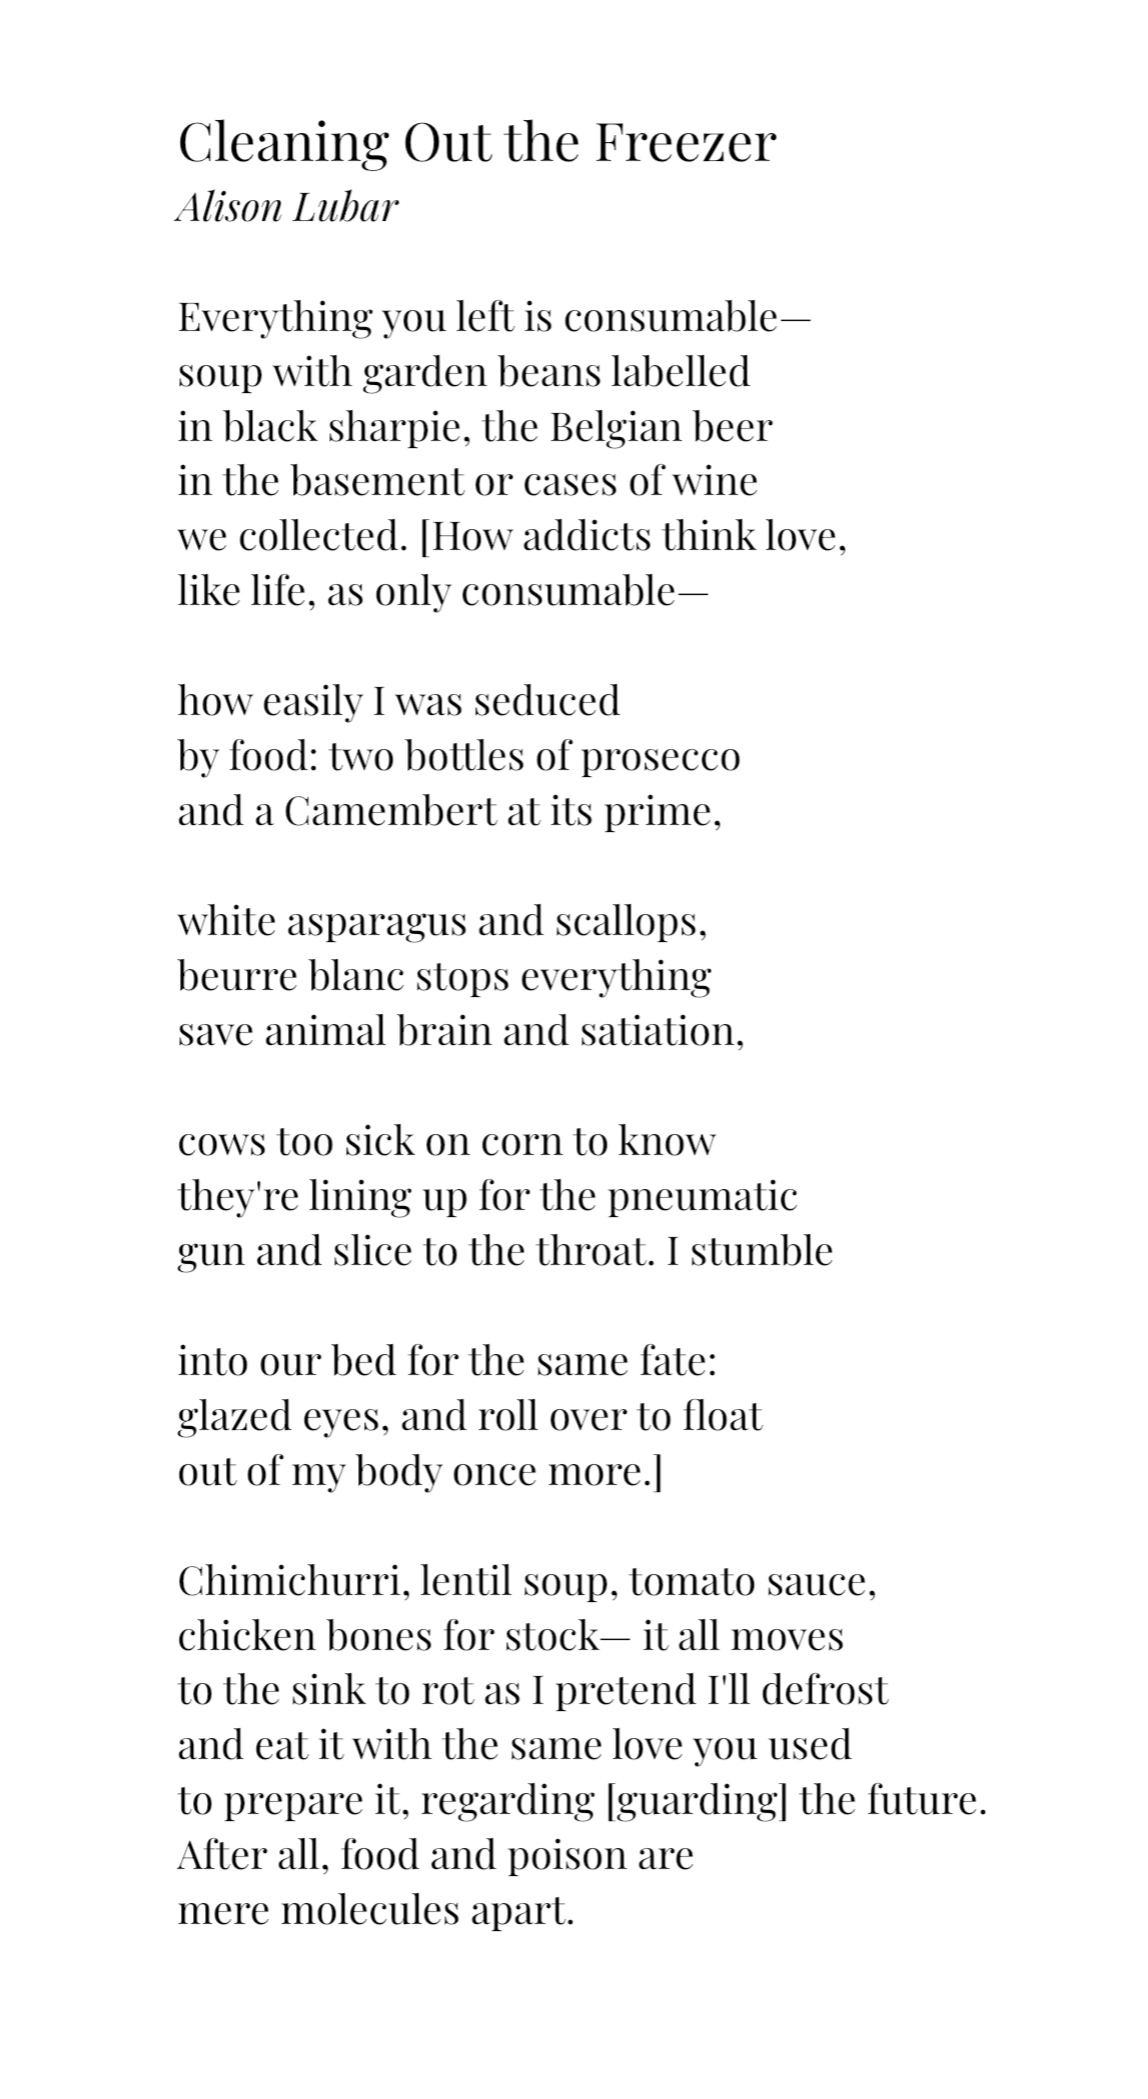 Cleaning Out the Freezer
Alison Lubar
Everything you left is consumable—
soup with garden beans labelled
in black sharpie, the Belgian beer
in the basement or cases of wine
we collected. [How addicts think love,
like life, as only consumable—
how easily I was seduced
by food: two bottles of prosecco
and a Camembert at its prime,
white asparagus and scallops,
beurre blanc stops everything
save animal brain and satiation,
cows too sick on corn to know
they're lining up for the pneumatic
gun and slice to the throat. I stumble
into our bed for the same fate:
glazed eyes, and roll over to float
out of my body once more.]
Chimichurri, lentil soup, tomato sauce,
chicken bones for stock— it all moves
to the sink to rot as I pretend I'll defrost
and eat it with the same love you used
to prepare it, regarding [guarding] the future.
After all, food and poison are
mere molecules apart.